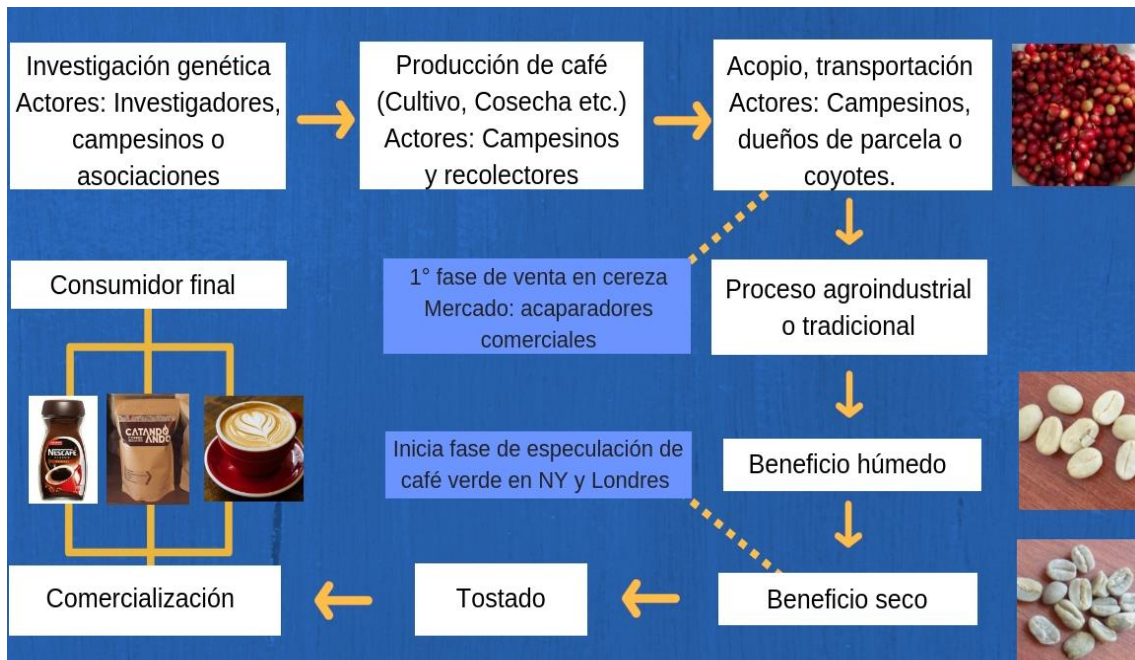 Investigación genética
Actores: Investigadores,
campesinos o
asociaciones
Producción de café
(Cultivo, Cosecha etc.)
Actores: Campesinos
y recolectores
Acopio, transportación
Actores: Campesinos,
dueños de parcela o
coyotes.
1° fase de venta en cereza
Mercado: acaparadores
comerciales
Proceso agroindustrial
o tradicional
Inicia fase de especulación de
café verde en NY y Londres
Beneficio húmedo
Beneficio seco
Tostado
Comercialización
NESCAFÉ
CATANDO
ANDO
Consumidor final